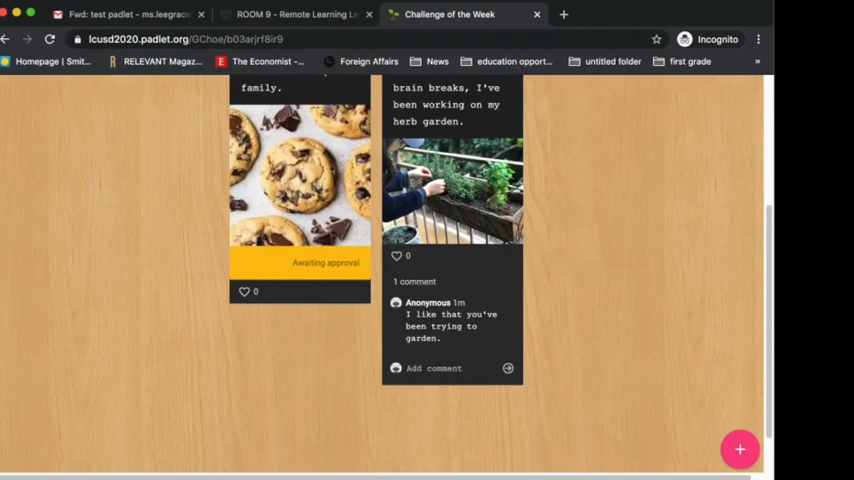 Fwd: test padlet - ms.leegrace
ROOM 9 - Remote Learning Le
Challenge of the Week
lcusd2020.padlet.org/GChoe/b03arjrf8ir9
Incognito
Homepage | Smit...
RELEVANT Magaz...
The Economist -...
Foreign Affairs
News
education opport...
untitled folder
first grade
»
family.
Awaiting approval
0
brain breaks, I've
been working on my
herb garden.
0
1 comment
Anonymous 1m
I like that you've
been trying to
garden.
Add comment